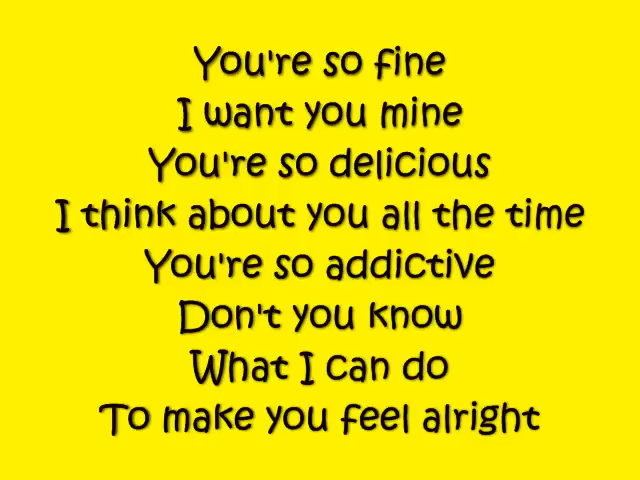 You're so fine
I want you mine
You're so delicious
I think about you all the time
You're so addictive
Don't you know
What I can do
To make you feel alright